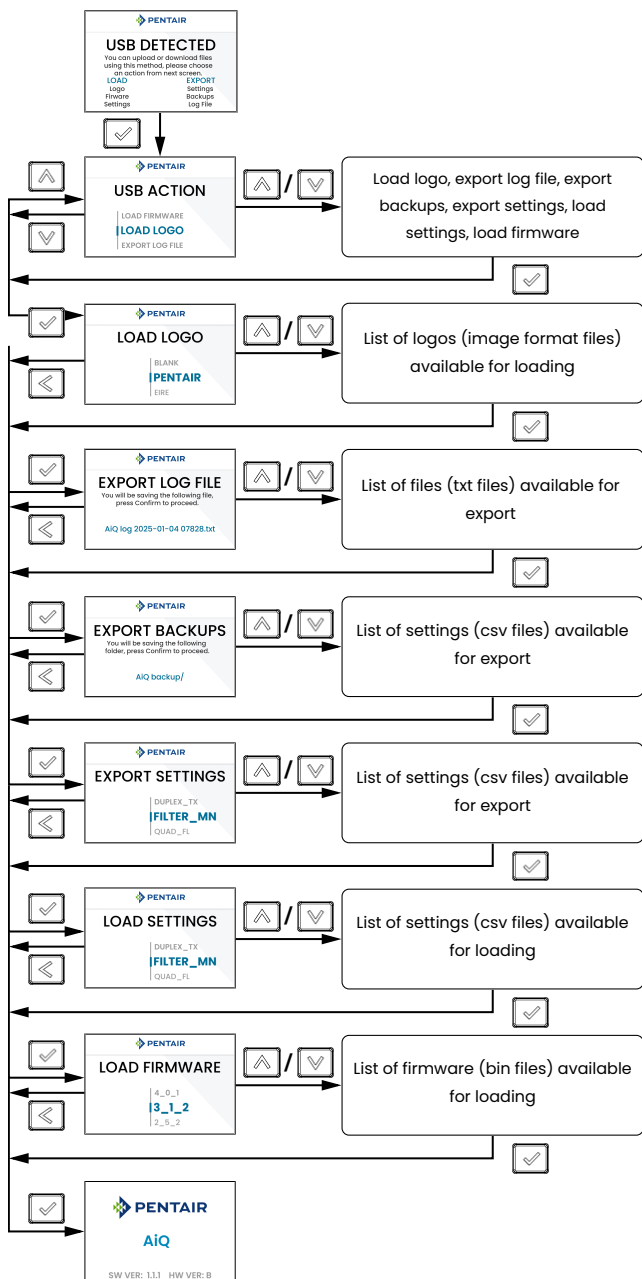 PENTAIR
USB DETECTED
You can upload or download files
using this method, please choose
an action from next screen.
LOAD EXPORT
Logo Settings
Firware Backups
Settings Log File
PENTAIR
USB ACTION
LOAD FIRMWARE
LOAD LOGO
EXPORT LOG FILE
/
Load logo, export log file, export
backups, export settings, load
settings, load firmware
PENTAIR
LOAD LOGO
BLANK
PENTAIR
EIRE
/
List of logos (image format files)
available for loading
PENTAIR
EXPORT LOG FILE
You will be saving the following file,
press Confirm to proceed.
AiQ log 2025-01-04 07828.txt
/
List of files (txt files) available for
export
PENTAIR
EXPORT BACKUPS
You will be saving the following
folder, press Confirm to proceed.
AiQ backup/
/
List of settings (csv files) available
for export
PENTAIR
EXPORT SETTINGS
DUPLEX_TX
FILTER_MN
QUAD_FL
/
List of settings (csv files) available
for export
PENTAIR
LOAD SETTINGS
DUPLEX_TX
FILTER_MN
QUAD_FL
/
List of settings (csv files) available
for loading
PENTAIR
LOAD FIRMWARE
4_0_1
3_1_2
2_5_2
/
List of firmware (bin files) available
for loading
PENTAIR
AiQ
SW VER: 1.1.1 HW VER: B